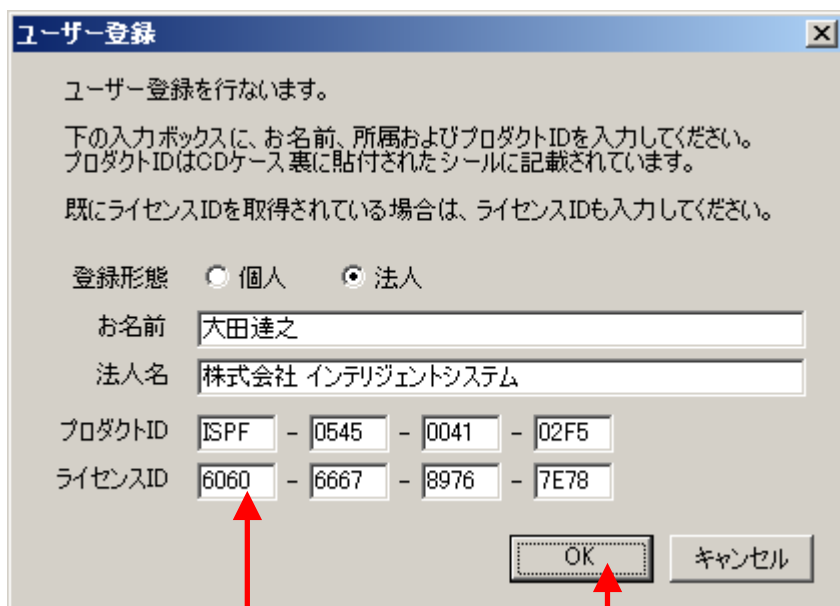 ユーザー登録
ユーザー登録を行ないます。
下の入力ボックスに、お名前、所属およびプロダクトIDを入力してください。
プロダクトIDはCDケース裏に貼付されたシールに記載されています。
既にライセンスIDを取得されている場合は、ライセンスIDも入力してください。
登録形態 個人 法人
お名前 大田達之
法人名 株式会社 インテリジェントシステム
プロダクトID ISPF - 0545 - 0041 - 02F5
ライセンスID 6060 - 6667 - 8976 - 7E78
OK キャンセル